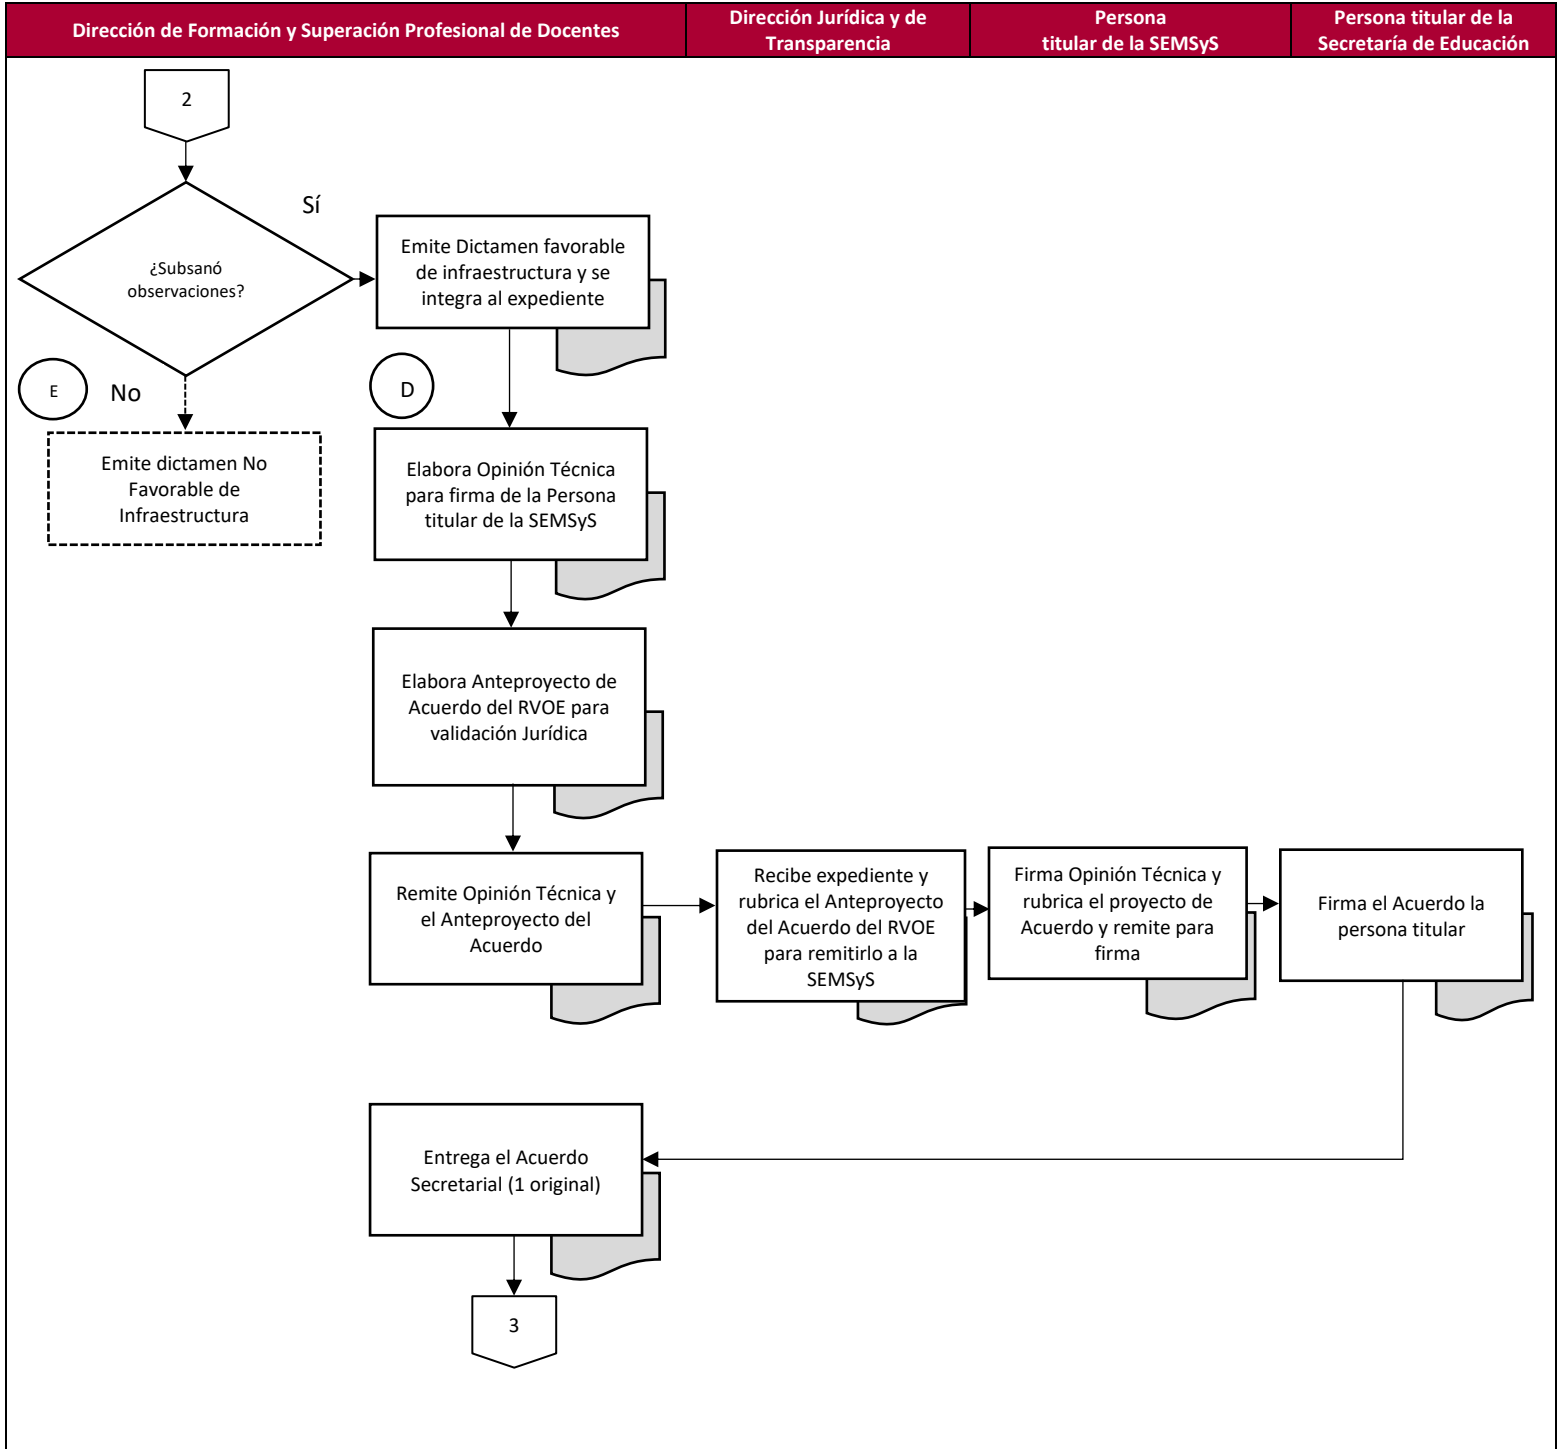 Dirección de Formación y Superación Profesional de Docentes
Dirección Jurídica y de
Transparencia
Persona
titular de la SEMSyS
Persona titular de la
Secretaría de Educación
2
Sí
¿Subsanó
observaciones?
Emite Dictamen favorable
de infraestructura y se
integra al expediente
E
No
D
Emite dictamen No
Favorable de
Infraestructura
Elabora Opinión Técnica
para firma de la Persona
titular de la SEMSyS
Elabora Anteproyecto de
Acuerdo del RVOE para
validación Jurídica
Remite Opinión Técnica y
el Anteproyecto del
Acuerdo
Recibe expediente y
rubrica el Anteproyecto
del Acuerdo del RVOE
para remitirlo a la
SEMSyS
Firma Opinión Técnica y
rubrica el proyecto de
Acuerdo y remite para
firma
Firma el Acuerdo la
persona titular
Entrega el Acuerdo
Secretarial (1 original)
3